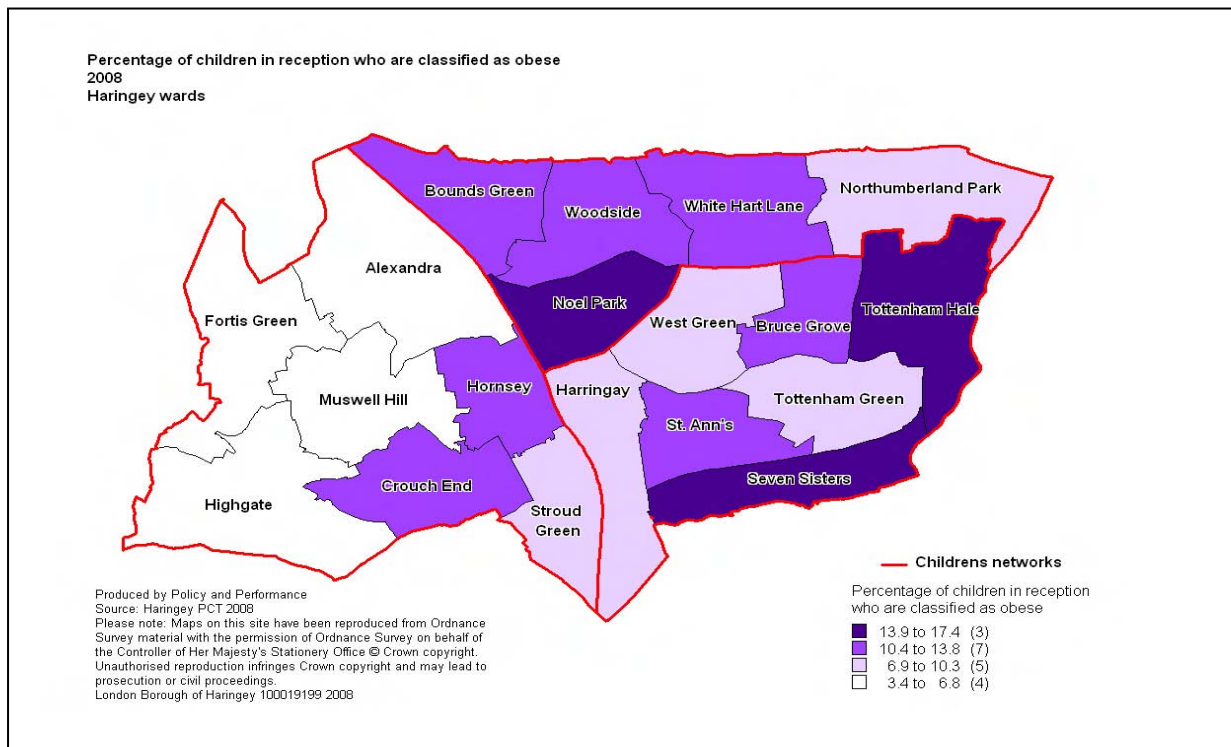 Percentage of children in reception who are classified as obese
2008
Haringey wards
Bounds Green
Woodside
White Hart Lane
Northumberland Park
Alexandra
Noel Park
Tottenham Hale
Fortis Green
West Green
Bruce Grove
Muswell Hill
Hornsey
Harringay
Tottenham Green
St. Ann's
Highgate
Crouch End
Seven Sisters
Stroud
Green
Childrens networks
Percentage of children in reception
who are classified as obese
13.9 to 17.4 (3)
10.4 to 13.8 (7)
6.9 to 10.3 (5)
3.4 to 6.8 (4)
Produced by Policy and Performance
Source: Haringey PCT 2008
Please note: Maps on this site have been reproduced from Ordnance
Survey material with the permission of Ordnance Survey on behalf of
the Controller of Her Majesty's Stationery Office © Crown copyright.
Unauthorised reproduction infringes Crown copyright and may lead to
prosecution or civil proceedings.
London Borough of Haringey 100019199 2008